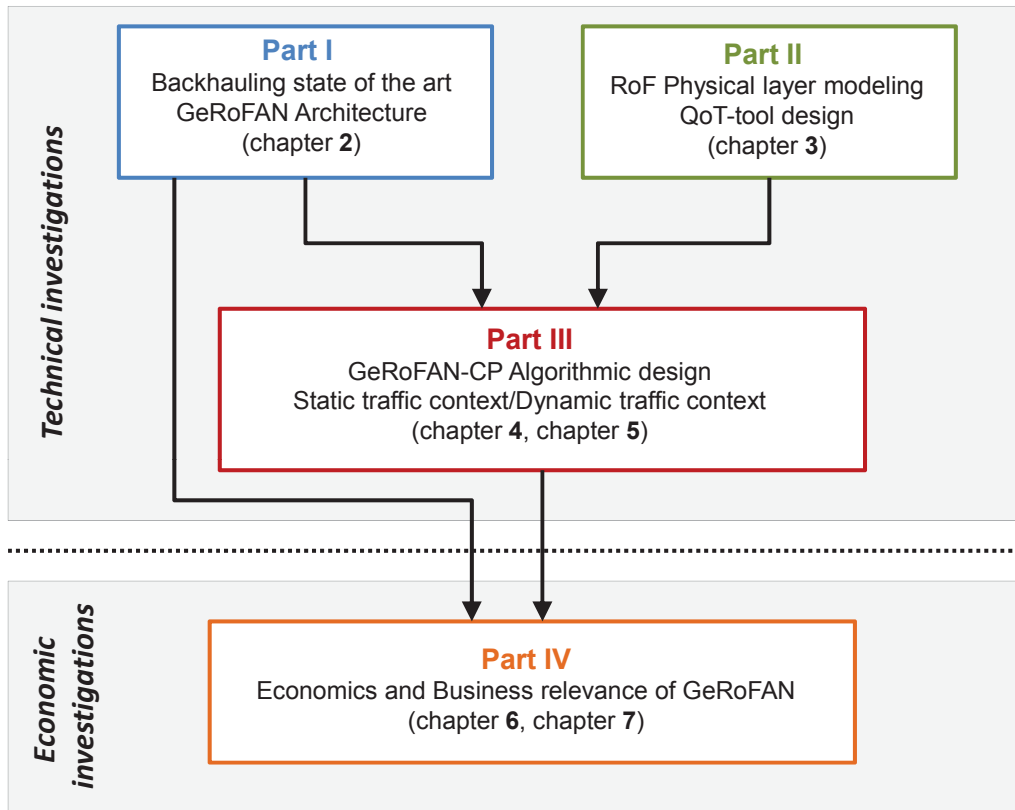 Technical investigations
Part I
Backhauling state of the art
GeRoFAN Architecture
(chapter 2)
Part II
RoF Physical layer modeling
QoT-tool design
(chapter 3)
Part III
GeRoFAN-CP Algorithmic design
Static traffic context/Dynamic traffic context
(chapter 4, chapter 5)
Economic
investigations
Part IV
Economics and Business relevance of GeRoFAN
(chapter 6, chapter 7)